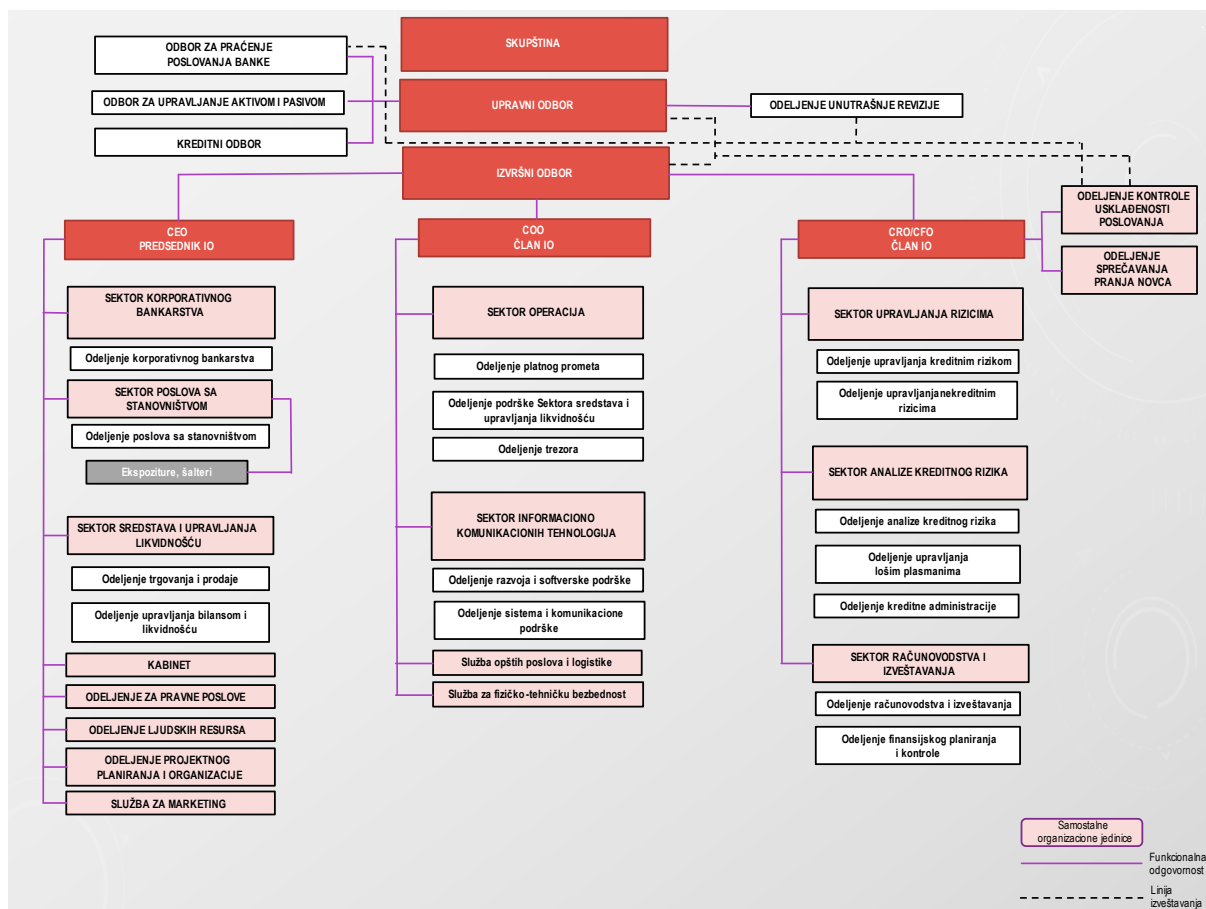 SKUPŠTINA
ODBOR ZA PRAĆENJE
POSLOVANJA BANKE
UPRAVNI ODBOR
ODBOR ZA UPRAVLJANJE AKTIVOM I PASIVOM
ODELJENJE UNUTRAŠNJE REVIZIJE
KREDITNI ODBOR
IZVRŠNI ODBOR
ODELJENJE KONTROLE
USKLAĐENOSTI
POSLOVANJA
ODELJENJE
SPREČAVANJA
PRANJA NOVCA
CEO
PREDSEDNIK IO
SEKTOR KORPORATIVNOG
BANKARSTVA
Odeljenje korporativnog bankarstva
SEKTOR POSLOVA SA
STANOVNIŠTVOM
Odeljenje poslova sa stanovništvom
Ekspoziture, šalteri
SEKTOR SREDSTAVA I UPRAVLJANJA
LIKVIDNOŠĆU
Odeljenje trgovanja i prodaje
Odeljenje upravljanja bilansom i
likvidnošću
KABINET
ODELJENJE ZA PRAVNE POSLOVE
ODELJENJE LJUDSKIH RESURSA
ODELJENJE PROJEKTNOG
PLANIRANJA I ORGANIZACIJE
SLUŽBA ZA MARKETING
COO
ČLAN IO
SEKTOR OPERACIJA
Odeljenje platnog prometa
Odeljenje podrške Sektora sredstava i
upravljanja likvidnošću
Odeljenje trezora
SEKTOR INFORMACIONO
KOMUNIKACIONIH TEHNOLOGIJA
Odeljenje razvoja i softverske podrške
Odeljenje sistema i komunikacione
podrške
Služba opštih poslova i logistike
Služba za fizičko-tehničku bezbednost
CRO/CFO
ČLAN IO
SEKTOR UPRAVLJANJA RIZICIMA
Odeljenje upravljanja kreditnim rizikom
Odeljenje upravljanjanekreditnim
rizicima
SEKTOR ANALIZE KREDITNOG RIZIKA
Odeljenje analize kreditnog rizika
Odeljenje upravljanja
lošim plasmanima
Odeljenje kreditne administracije
SEKTOR RAČUNOVODSTVA I
IZVEŠTAVANJA
Odeljenje računovodstva i izveštavanja
Odeljenje finansijskog planiranja
i kontrole
Samostalne
organizacione jedinice
Funkcionalna
odgovornost
Linija
izveštavanja